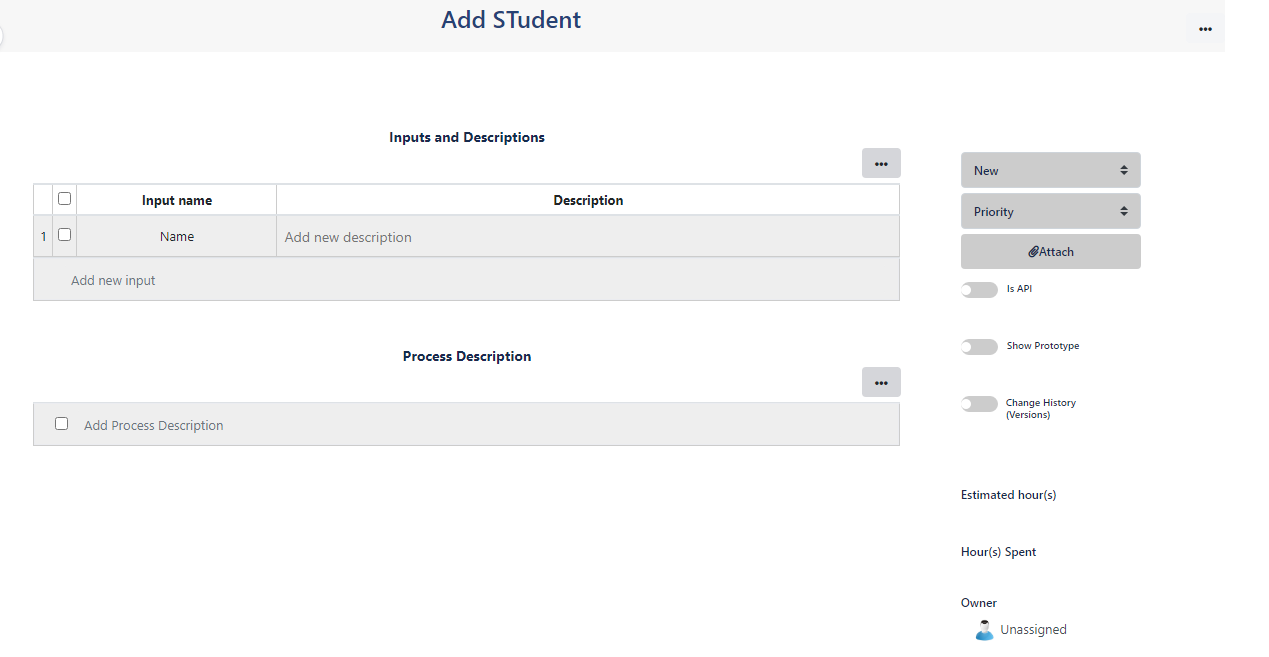 Add STudent
Inputs and Descriptions
Input name Description
1 Name Add new description
Add new input
Process Description
Add Process Description
New
Priority
Attach
Is API
Show Prototype
Change History
(Versions)
Estimated hour(s)
Hour(s) Spent
Owner
Unassigned